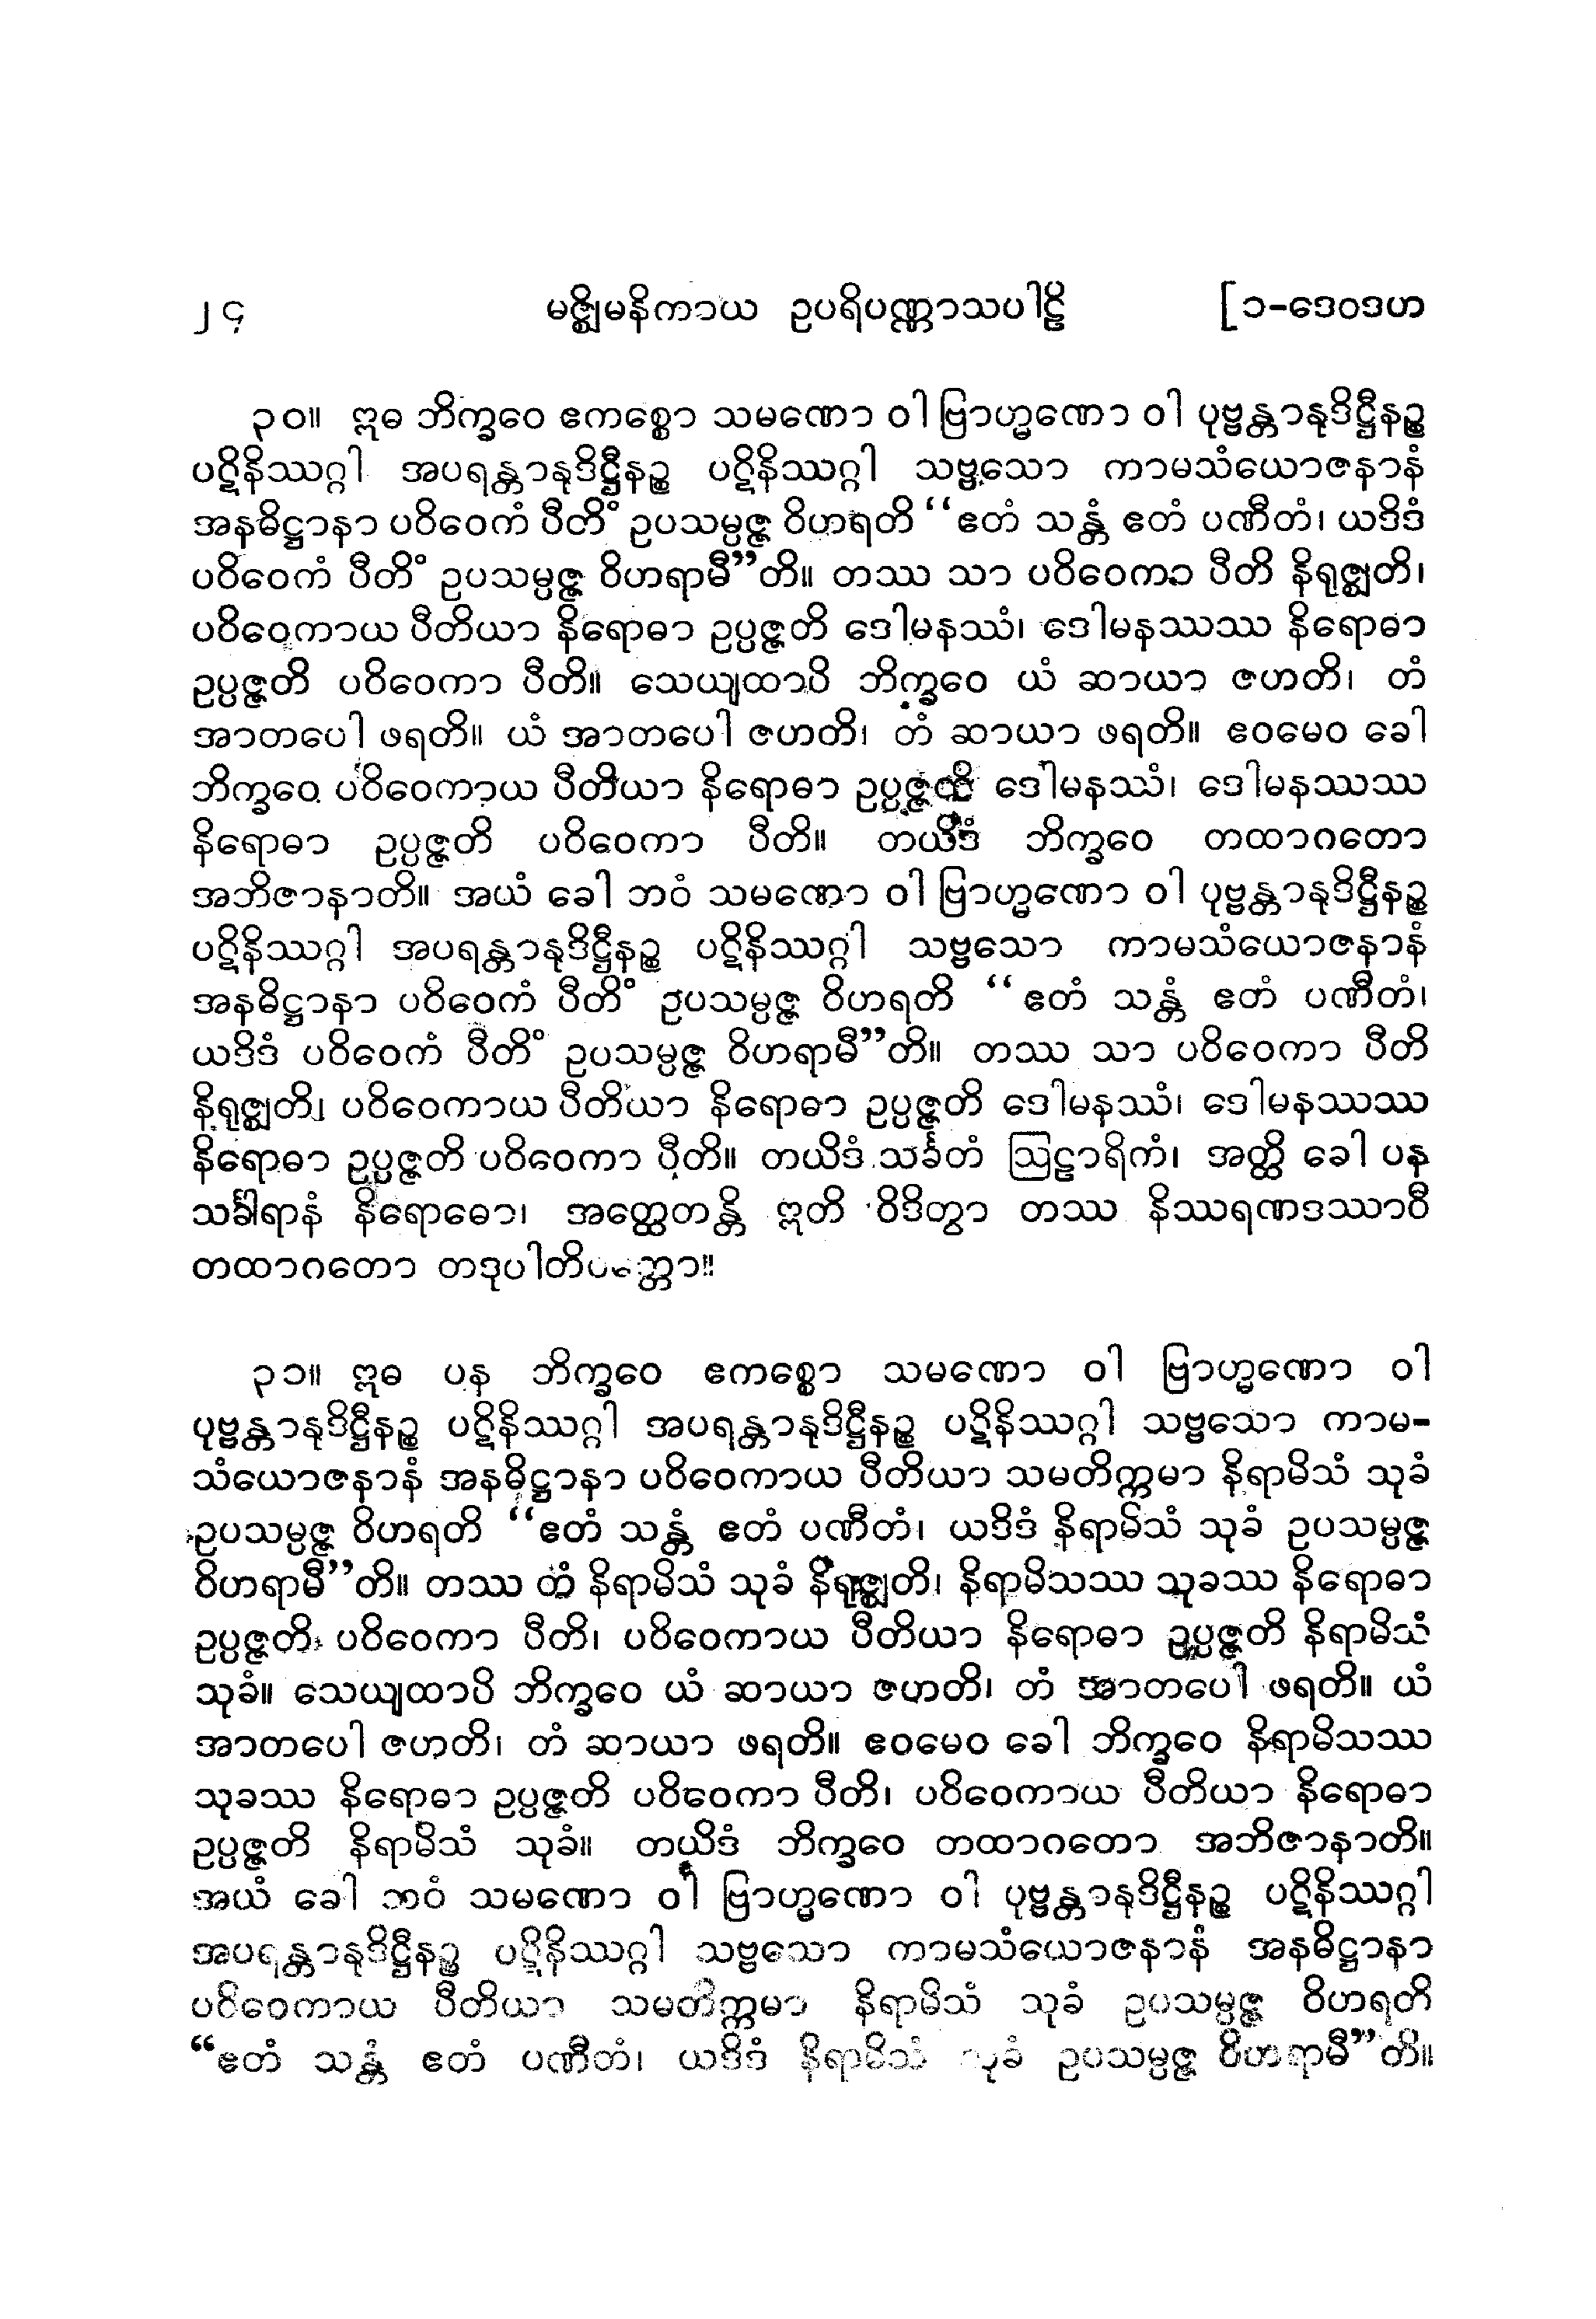 ၂၄ မဇ္ဈိမနိကာယ ဥပရိပဏ္ဏာသပါဠိ [၁-ဒေဝဒဟ
၃၀။ ဣဓ ဘိက္ခဝေ ဧကစ္စော သမဏော ဝါ ဗြာဟ္မဏော ဝါ ပုဗ္ဗန္တာနုဒိဋ္ဌီနဉ္စ
ပဋိနိဿဂ္ဂါ အပရန္တာနုဒိဋ္ဌီနဉ္စ ပဋိနိဿဂ္ဂါ သဗ္ဗသော ကာမသံယောဇနာနံ
အနဓိဋ္ဌာနာ ပဝိဝေကံ ပီတိံ ဥပသမ္ပဇ္ဇ ဝိဟရတိ “ဧတံ သန္တံ ဧတံ ပဏီတံ၊ ယဒိဒံ
ပဝိဝေကံ ပီတိံ ဥပသမ္ပဇ္ဇ ဝိဟရာမီ”တိ။ တဿ သာ ပဝိဝေကာ ပီတိ နိရုဇ္ဈတိ၊
ပဝိဝေကာယ ပီတိယာ နိရောဓာ ဥပ္ပဇ္ဇတိ ဒေါမနဿံ၊ ဒေါမနဿဿ နိရောဓာ
ဥပ္ပဇ္ဇတိ ပဝိဝေကာ ပီတိ။ သေယျထာပိ ဘိက္ခဝေ ယံ ဆာယာ ဇဟတိ၊ တံ
အာတပေါ ဖရတိ။ ယံ အာတပေါ ဇဟတိ၊ တံ ဆာယာ ဖရတိ။ ဧဝမေဝ ခေါ
ဘိက္ခဝေ ပဝိဝေကာယ ပီတိယာ နိရောဓာ ဥပ္ပဇ္ဇတိ ဒေါမနဿံ၊ ဒေါမနဿဿ
နိရောဓာ ဥပ္ပဇ္ဇတိ ပဝိဝေကာ ပီတိ။ တယိဒံ ဘိက္ခဝေ တထာဂတော
အဘိဇာနာတိ။ အယံ ခေါ ဘဝံ သမဏော ဝါ ဗြာဟ္မဏော ဝါ ပုဗ္ဗန္တာနုဒိဋ္ဌီနဉ္စ
ပဋိနိဿဂ္ဂါ အပရန္တာနုဒိဋ္ဌီနဉ္စ ပဋိနိဿဂ္ဂါ သဗ္ဗသော ကာမသံယောဇနာနံ
အနဓိဋ္ဌာနာ ပဝိဝေကံ ပီတိံ ဥပသမ္ပဇ္ဇ ဝိဟရတိ “ဧတံ သန္တံ ဧတံ ပဏီတံ၊
ယဒိဒံ ပဝိဝေကံ ပီတိံ ဥပသမ္ပဇ္ဇ ဝိဟရာမီ”တိ။ တဿ သာ ပဝိဝေကာ ပီတိ
နိရုဇ္ဈတိ၊ ပဝိဝေကာယ ပီတိယာ နိရောဓာ ဥပ္ပဇ္ဇတိ ဒေါမနဿံ၊ ဒေါမနဿဿ
နိရောဓာ ဥပ္ပဇ္ဇတိ ပဝိဝေကာ ပီတိ။ တယိဒံ သင်္ခတံ ဩဠာရိကံ၊ အတ္ထိ ခေါ ပန
သင်္ခါရာနံ နိရောဓော၊ အတ္ထေတန္တိ ဣတိ ဝိဒိတွာ တဿ နိဿရဏဒဿာဝီ
တထာဂတော တဒုပါတိဝတ္တော။
၃၁။ ဣဓ ပန ဘိက္ခဝေ ဧကစ္စော သမဏော ဝါ ဗြာဟ္မဏော ဝါ
ပုဗ္ဗန္တာနုဒိဋ္ဌီနဉ္စ ပဋိနိဿဂ္ဂါ အပရန္တာနုဒိဋ္ဌီနဉ္စ ပဋိနိဿဂ္ဂါ သဗ္ဗသော ကာမ-
သံယောဇနာနံ အနဓိဋ္ဌာနာ ပဝိဝေကာယ ပီတိယာ သမတိက္ကမာ နိရာမိသံ သုခံ
ဥပသမ္ပဇ္ဇ ဝိဟရတိ “ဧတံ သန္တံ ဧတံ ပဏီတံ၊ ယဒိဒံ နိရာမိသံ သုခံ ဥပသမ္ပဇ္ဇ
ဝိဟရာမီ”တိ။ တဿ တံ နိရာမိသံ သုခံ နိရုဇ္ဈတိ၊ နိရာမိသဿ သုခဿ နိရောဓာ
ဥပ္ပဇ္ဇတိ ပဝိဝေကာ ပီတိ၊ ပဝိဝေကာယ ပီတိယာ နိရောဓာ ဥပ္ပဇ္ဇတိ နိရာမိသံ
သုခံ။ သေယျထာပိ ဘိက္ခဝေ ယံ ဆာယာ ဇဟတိ၊ တံ အာတပေါ ဖရတိ။ ယံ
အာတပေါ ဇဟတိ၊ တံ ဆာယာ ဖရတိ။ ဧဝမေဝ ခေါ ဘိက္ခဝေ နိရာမိသဿ
သုခဿ နိရောဓာ ဥပ္ပဇ္ဇတိ ပဝိဝေကာ ပီတိ၊ ပဝိဝေကာယ ပီတိယာ နိရောဓာ
ဥပ္ပဇ္ဇတိ နိရာမိသံ သုခံ။ တယိဒံ ဘိက္ခဝေ တထာဂတော အဘိဇာနာတိ။
အယံ ခေါ ဘဝံ သမဏော ဝါ ဗြာဟ္မဏော ဝါ ပုဗ္ဗန္တာနုဒိဋ္ဌီနဉ္စ ပဋိနိဿဂ္ဂါ
အပရန္တာနုဒိဋ္ဌီနဉ္စ ပဋိနိဿဂ္ဂါ သဗ္ဗသော ကာမသံယောဇနာနံ အနဓိဋ္ဌာနာ
ပဝိဝေကာယ ပီတိယာ သမတိက္ကမာ နိရာမိသံ သုခံ ဥပသမ္ပဇ္ဇ ဝိဟရတိ
“ဧတံ သန္တံ ဧတံ ပဏီတံ၊ ယဒိဒံ နိရာမိသံ သုခံ ဥပသမ္ပဇ္ဇ ဝိဟရာမီ”တိ။